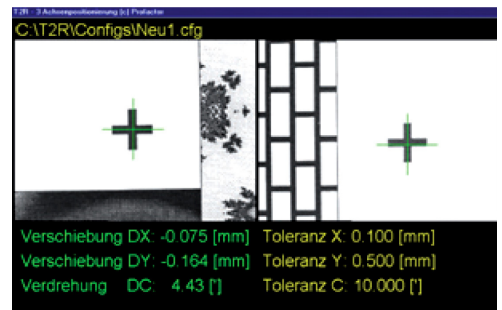 T2R - 3 Achsenpositionierung (c) Profactor
C:\T2R\Configs\Neu1.cfg
Verschiebung DX: -0.075 [mm] Toleranz X: 0.100 [mm]
Verschiebung DY: -0.164 [mm] Toleranz Y: 0.500 [mm]
Verdrehung DC: 4.43 ['] Toleranz C: 10.000 [']